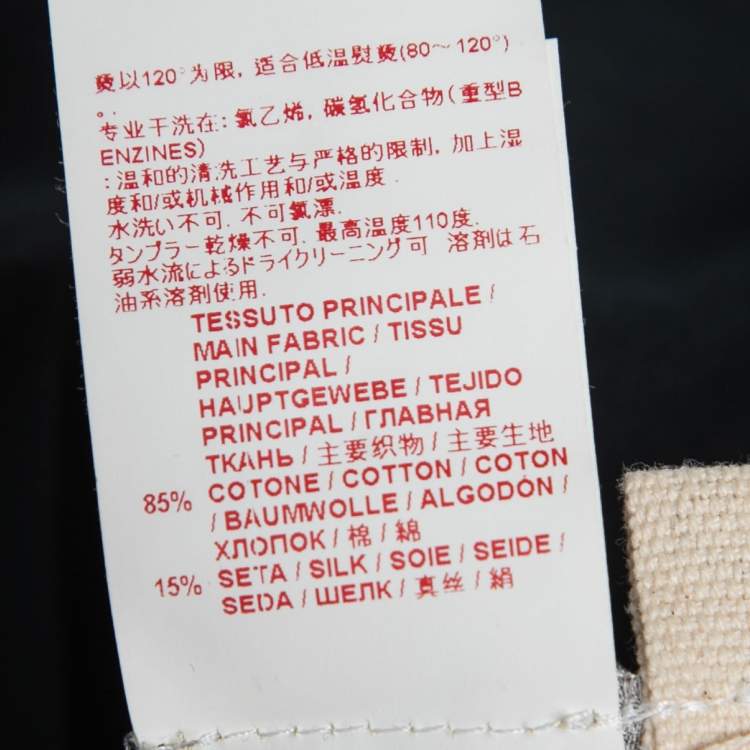 烫以120°为限, 适合低温熨烫(80~120°)
。.
专业干洗在: 氯乙烯, 碳氢化合物(重型B
ENZINES)
:温和的清洗工艺与严格的限制, 加上湿
度和/或机械作用和/或温度.
水洗い不可. 不可氯漂.
タンブラー乾燥不可. 最高温度110度.
弱水流によるドライクリーニング可 溶剤は石
油系溶剤使用.
TESSUTO PRINCIPALE /
MAIN FABRIC / TISSU
PRINCIPAL /
HAUPTGEWEBE / TEJIDO
PRINCIPAL / ГЛАВНАЯ
ТКАНЬ / 主要织物 / 主要生地
85% COTONE / COTTON / COTON
/ BAUMWOLLE / ALGODÓN /
ХЛОПОК / 棉 / 綿
15% SETA / SILK / SOIE / SEIDE /
SEDA / ШЕЛК / 真丝 / 絹